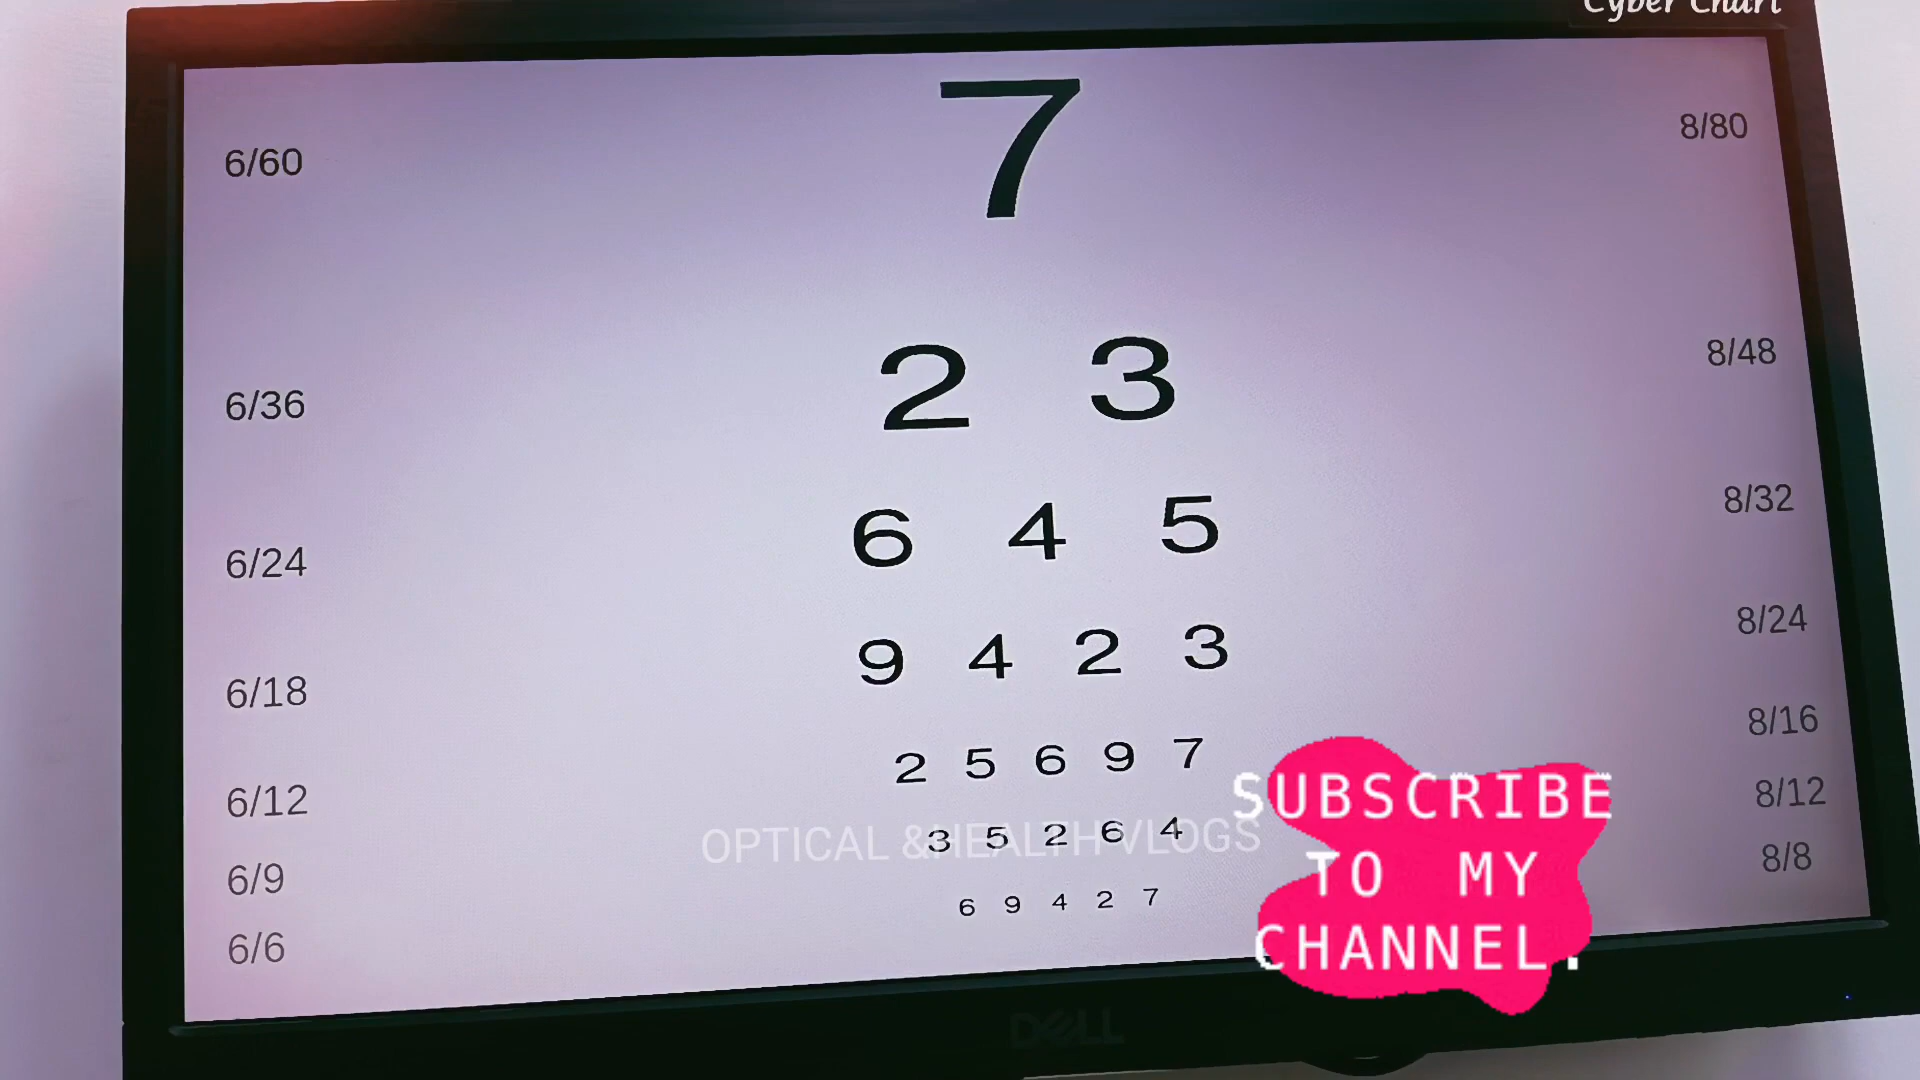 Cyber Chart
6/60 7 8/80
6/36 2 3 8/48
6/24 6 4 5 8/32
6/18 9 4 2 3 8/24
6/12 2 5 6 9 7 8/16
6/9 3 5 2 6 4 8/12
6/6 6 9 4 2 7 8/8
OPTICAL &HEALTH VLOGS
SUBSCRIBE
TO MY
CHANNEL.
DELL